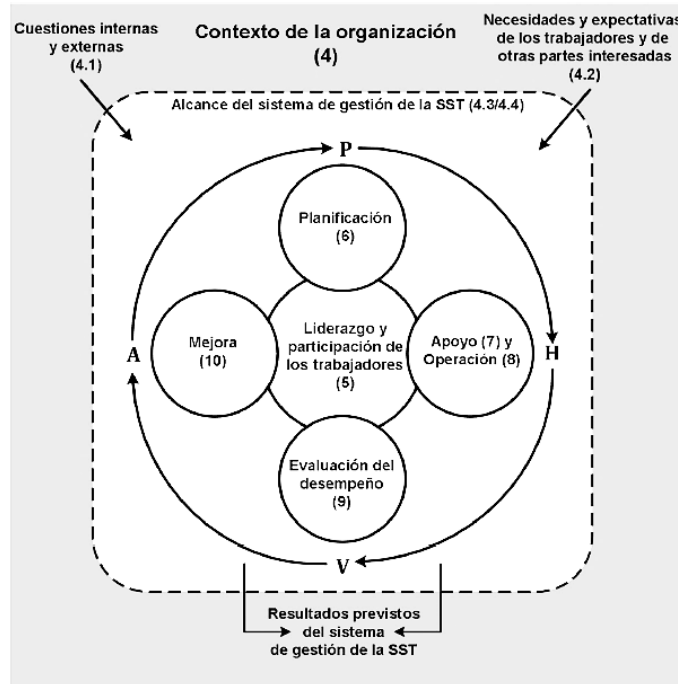 Cuestiones internas
y externas
(4.1)
Contexto de la organización
(4)
Necesidades y expectativas
de los trabajadores y de
otras partes interesadas
(4.2)
Alcance del sistema de gestión de la SST (4.3/4.4)
P
Planificación
(6)
A
Mejora
(10)
Liderazgo y
participación de
los trabajadores
(5)
Apoyo (7) y
Operación (8)
H
Evaluación del
desempeño
(9)
V
Resultados previstos
del sistema
de gestión de la SST